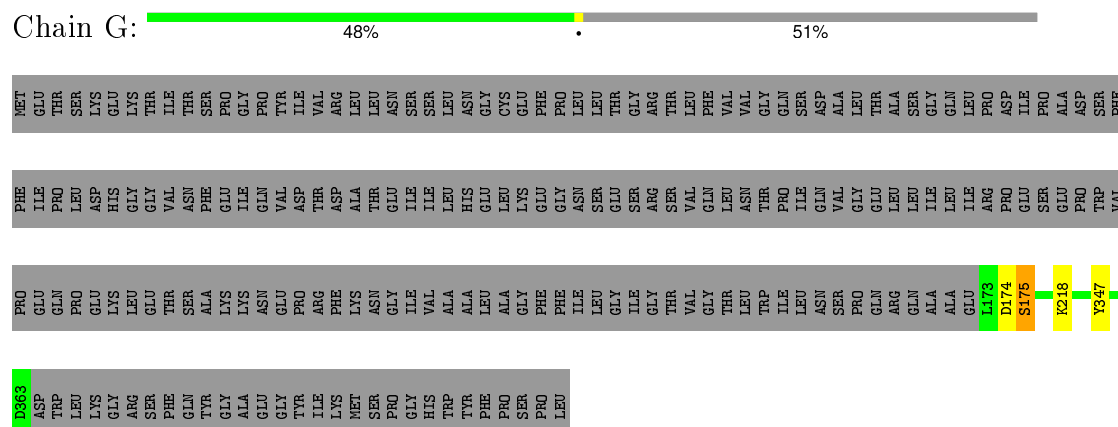 Chain G:
48% • 51%
MET GLU THR SER LYS GLU LYS THR ILE THR SER PRO GLY PRO TYR ILE VAL ARG LEU LEU ASN SER SER LEU ASN GLY CYS GLU PHE PRO LEU LEU THR GLY ARG THR LEU PHE VAL VAL GLY GLN SER ASP ALA LEU THR ALA SER GLY GLN LEU PRO ASP ILE PRO ALA ASP SER PHE
PHE ILE PRO LEU ASP HIS GLY GLY VAL ASN PHE GLU ILE GLN VAL ASP THR ASP ALA THR GLU ILE ILE LEU HIS GLU LEU LYS GLU GLY ASN SER GLU SER ARG SER VAL GLN LEU ASN THR PRO ILE GLN VAL GLY GLU LEU LEU ILE LEU ILE ARG PRO GLU SER GLU PRO TRP VAL
PRO GLU GLN PRO GLU LYS LEU GLU THR SER ALA LYS LYS ASN GLU PRO ARG PHE LYS ASN GLY ILE VAL ALA ALA LEU ALA GLY PHE PHE ILE LEU GLY ILE GLY THR VAL GLY THR LEU TRP ILE LEU ASN SER PRO GLN ARG GLN ALA ALA GLU L173 D174 S175 K218 Y347
D363 ASP TRP LEU LYS GLY ARG SER PHE GLN TYR GLY ALA GLU GLY TYR ILE LYS MET SER PRO GLY HIS TRP TYR PHE PRO SER PRO LEU